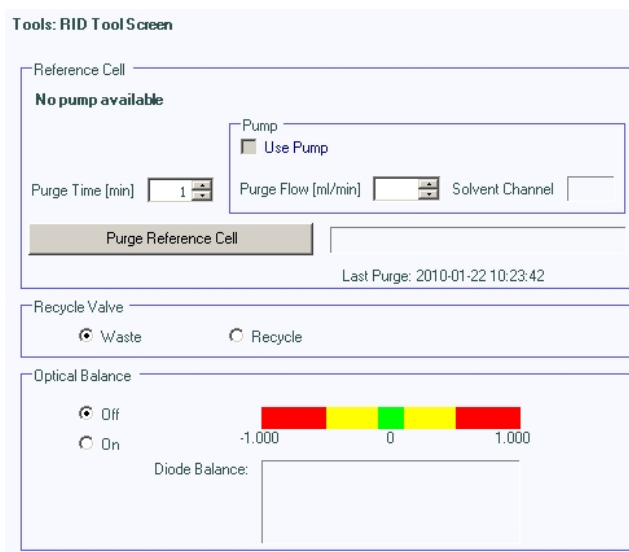 Tools: RID Tool Screen
Reference Cell
No pump available
Pump
Use Pump
Purge Time [min] 1 Purge Flow [ml/min] Solvent Channel
Purge Reference Cell
Last Purge: 2010-01-22 10:23:42
Recycle Valve
Waste Recycle
Optical Balance
Off
On
-1.000 0 1.000
Diode Balance: